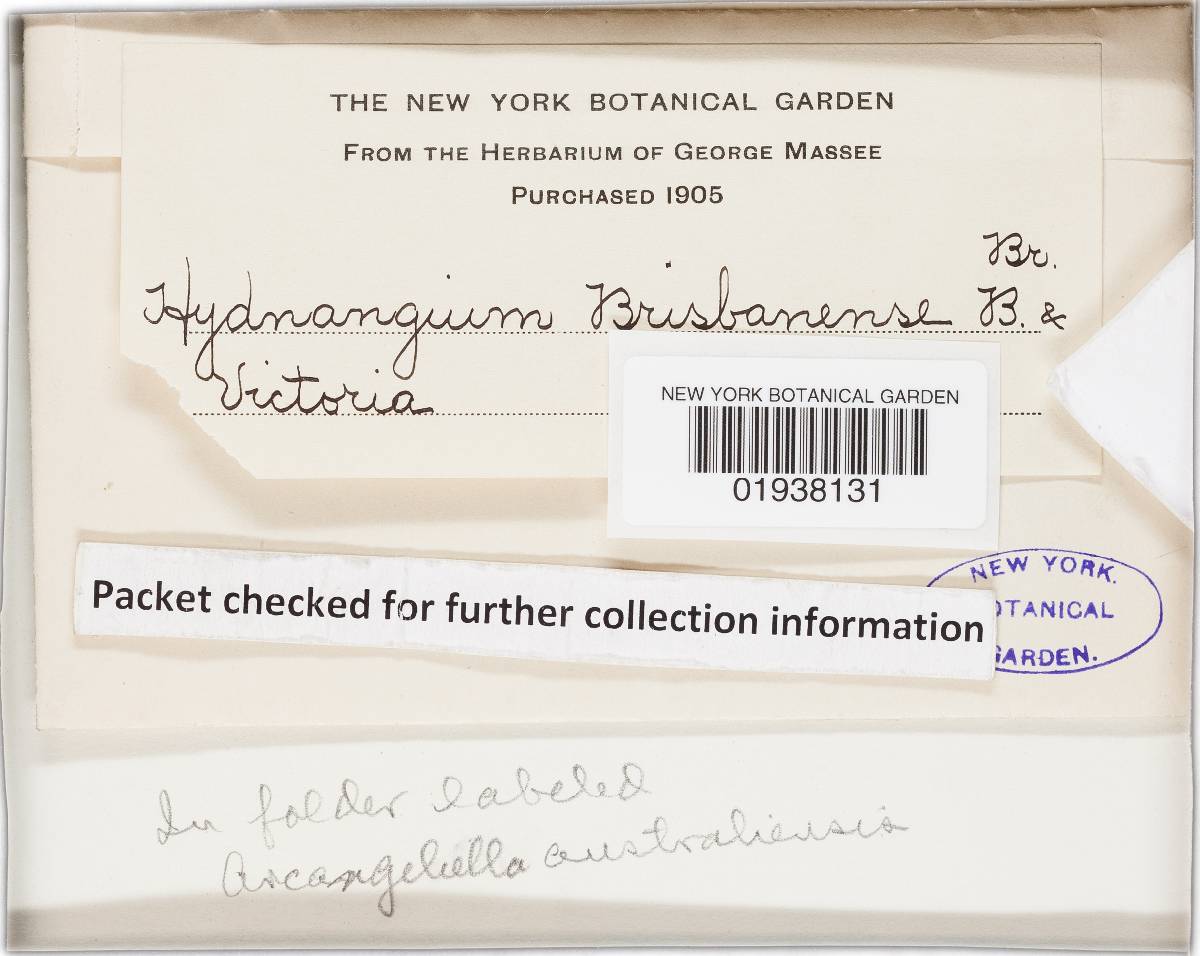 THE NEW YORK BOTANICAL GARDEN
FROM THE HERBARIUM OF GEORGE MASSEE
PURCHASED 1905
Hydnangium Brisbanense B. & Br.
Victoria
NEW YORK BOTANICAL GARDEN
01938131
Packet checked for further collection information
NEW YORK.
OTANICAL
GARDEN.
In folder labeled
Arcangeliella australiensis